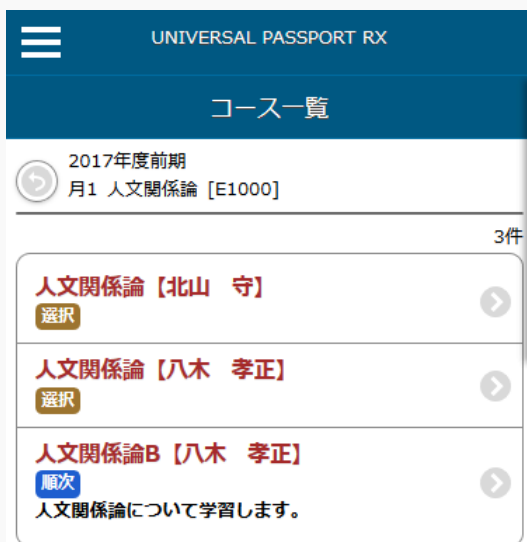 UNIVERSAL PASSPORT RX
コース一覧
2017年度前期
月1 人文関係論 [E1000]
3件
人文関係論【北山　守】
選択
人文関係論【八木　孝正】
選択
人文関係論B【八木　孝正】
順次
人文関係論について学習します。